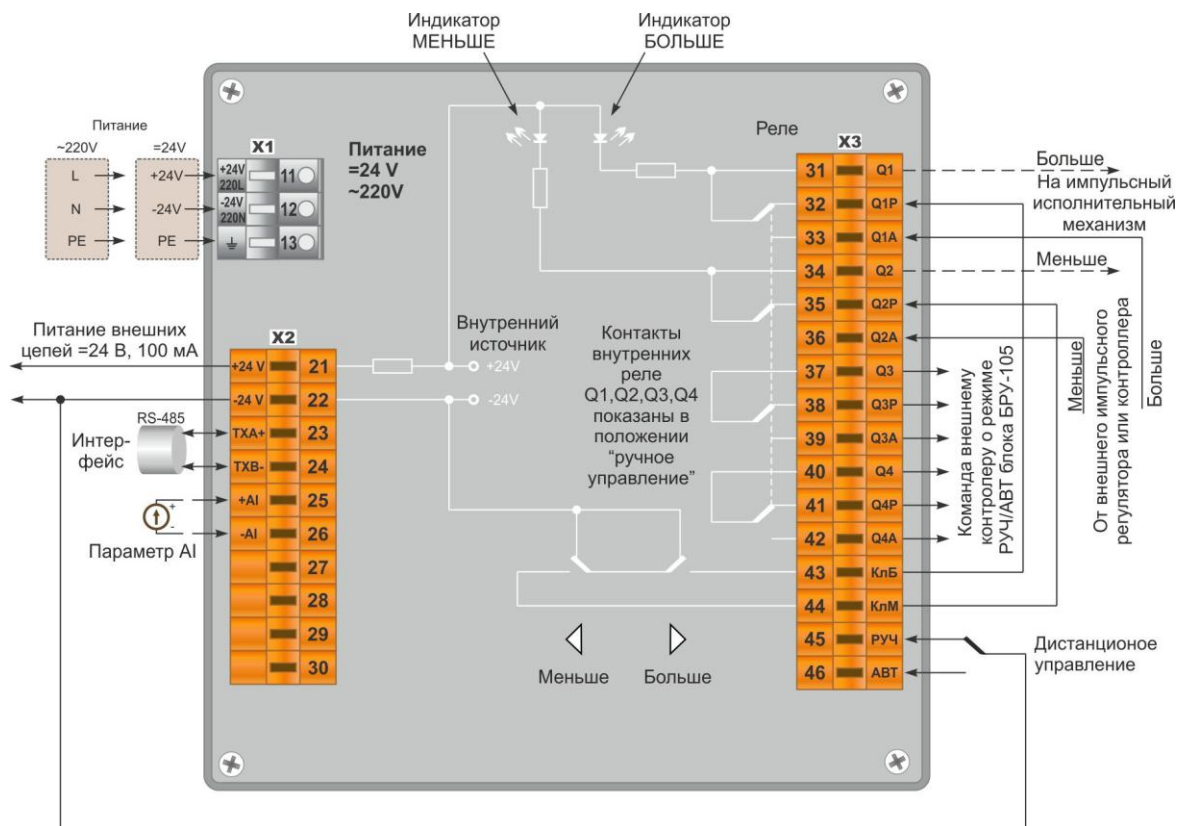 Индикатор
МЕНЬШЕ
Индикатор
БОЛЬШЕ
Питание
~220V
=24V
L
+24V
N
-24V
PE
PE
X1
+24V
220L
11
-24V
220N
12
13
Питание
=24 V
~220V
Реле
X3
31 Q1
32 Q1P
33 Q1A
34 Q2
35 Q2P
36 Q2A
37 Q3
38 Q3P
39 Q3A
40 Q4
41 Q4P
42 Q4A
43 КлБ
44 КлМ
45 РУЧ
46 АВТ
Больше
На импульсный
исполнительный
механизм
Меньше
Питание внешних
цепей =24 В, 100 мА
X2
+24 V 21
-24 V 22
TXA+ 23
TXB- 24
+AI 25
-AI 26
27
28
29
30
RS-485
Интер-
фейс
+
-
Параметр AI
Внутренний
источник
+24V
-24V
Контакты
внутренних
реле
Q1,Q2,Q3,Q4
показаны в
положении
“ручное
управление”
Меньше
Больше
Команда внешнему
контролеру о режиме
РУЧ/АВТ блока БРУ-105
Меньше
Больше
От внешнего импульсного
регулятора или контроллера
Дистанционое
управление